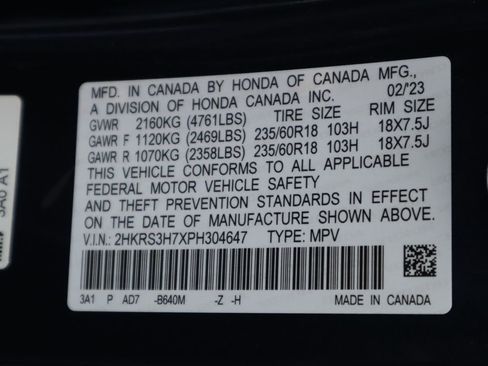 MFD. IN CANADA BY HONDA OF CANADA MFG.,
A DIVISION OF HONDA CANADA INC. 02/'23
GVWR 2160KG (4761LBS) TIRE SIZE RIM SIZE
GAWR F 1120KG (2469LBS) 235/60R18 103H 18X7.5J
GAWR R 1070KG (2358LBS) 235/60R18 103H 18X7.5J
THIS VEHICLE CONFORMS TO ALL APPLICABLE
FEDERAL MOTOR VEHICLE SAFETY
AND THEFT PREVENTION STANDARDS IN EFFECT
ON THE DATE OF MANUFACTURE SHOWN ABOVE.
V.I.N.: 2HKRS3H7XPH304647 TYPE: MPV
3A1 P AD7 -B640M -Z -H MADE IN CANADA
3A0 A1